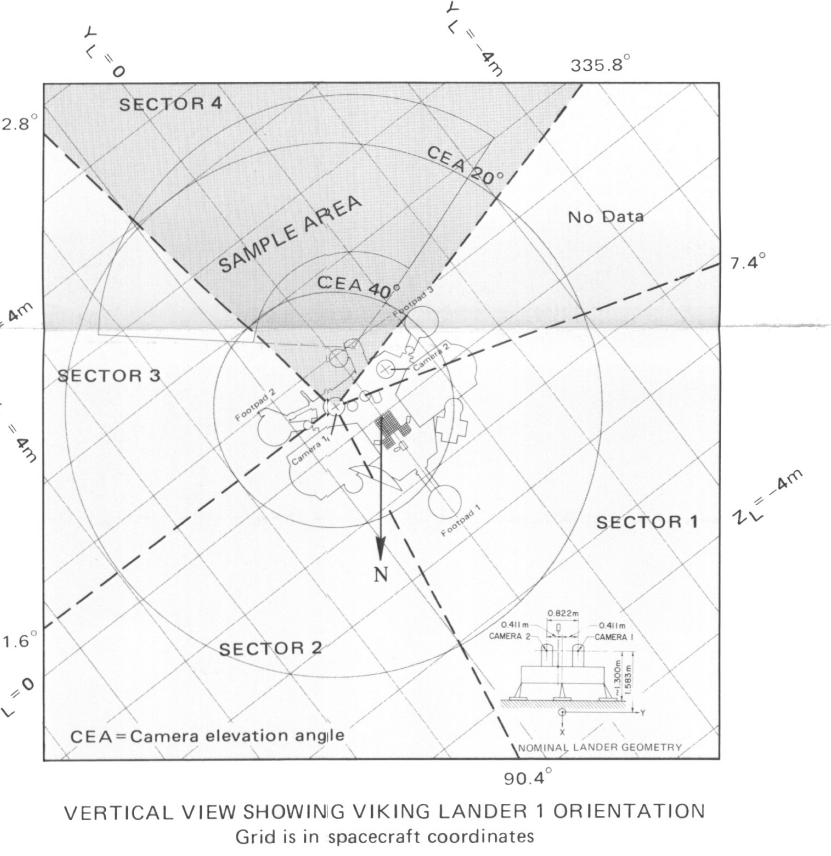 Y L = 0
Y L = -4m
335.8°
SECTOR 4
2.8°
CEA 20°
No Data
SAMPLE AREA
7.4°
CEA 40°
Footpad 3
= 4m
Camera 2
SECTOR 3
Footpad 2
= 4m
Camera 1
Z L = -4m
Footpad 1
SECTOR 1
N
0.822m
0.411m
0.411m
1.6°
CAMERA 2
CAMERA 1
SECTOR 2
~1.300m
1.583m
L = 0
Y
X
CEA = Camera elevation angle
NOMINAL LANDER GEOMETRY
90.4°
VERTICAL VIEW SHOWING VIKING LANDER 1 ORIENTATION
Grid is in spacecraft coordinates